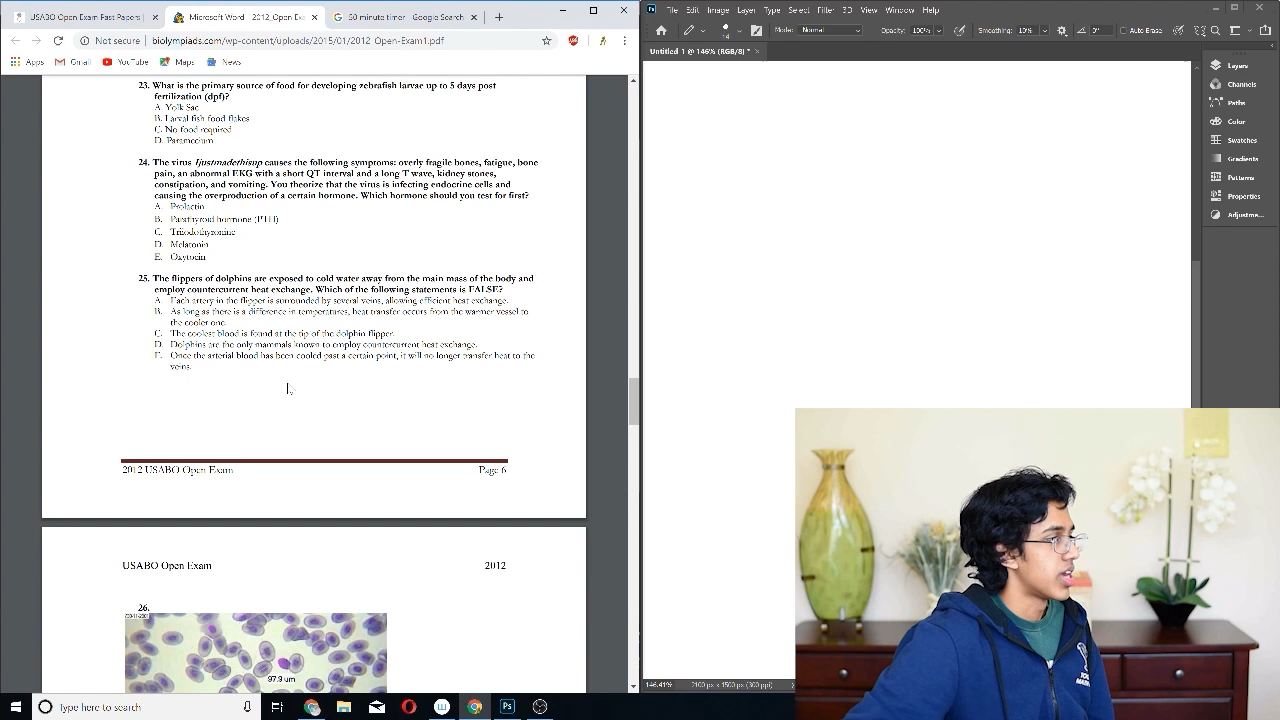 USABO Open Fast Papers
Microsoft Word - 2012_Open Ex
50 minute timer - Google Search
Not secure | biolympiads.com/wp-content/uploads/2015/01/2012-Open-Exam1.pdf
Apps Gmail YouTube Maps News
23. What is the primary source of food for developing zebrafish larvae up to 5 days post
fertilization (dpf)?
A. Yolk Sac
B. Larval fish food flakes
C. No food required
D. Paramecium
24. The virus Ijustmadethisup causes the following symptoms: overly fragile bones, fatigue, bone
pain, an abnormal EKG with a short QT interval and a long T wave, kidney stones,
constipation, and vomiting. You theorize that the virus is infecting endocrine cells and
causing the overproduction of a certain hormone. Which hormone should you test for first?
A. Prolactin
B. Parathyroid hormone (PTH)
C. Triiodothyronine
D. Melatonin
E. Oxytocin
25. The flippers of dolphins are exposed to cold water away from the main mass of the body and
employ countercurrent heat exchange. Which of the following statements is FALSE?
A. Each artery in the flipper is surrounded by several veins, allowing efficient heat exchange.
B. As long as there is a difference in temperatures, heat transfer occurs from the warmer vessel to
the cooler one.
C. The coolest blood is found at the tip of the dolphin flipper.
D. Dolphins are the only mammals known to employ countercurrent heat exchange.
E. Once the arterial blood has been cooled past a certain point, it will no longer transfer heat to the
veins.
2012 USABO Open Exam Page 6
USABO Open Exam 2012
26.
97.9 um
Type here to search
File Edit Image Layer Type Select Filter 3D View Window Help
14 Mode: Normal Opacity: 100% Smoothing: 10% 0° Auto Erase
Untitled-1 @ 146% (RGB/8) *
Layers
Channels
Paths
Color
Swatches
Gradients
Patterns
Properties
Adjustme...
146.41% 2100 px x 1500 px (300 ppi)